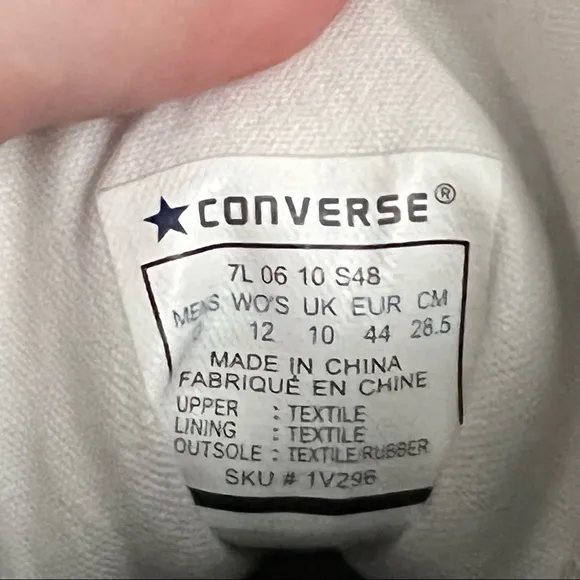 CONVERSE®
7L 06 10 S48
MENS WO'S UK EUR CM
12 10 44 28.5
MADE IN CHINA
FABRIQUÉ EN CHINE
UPPER : TEXTILE
LINING : TEXTILE
OUTSOLE : TEXTILE/RUBBER
SKU # 1V296